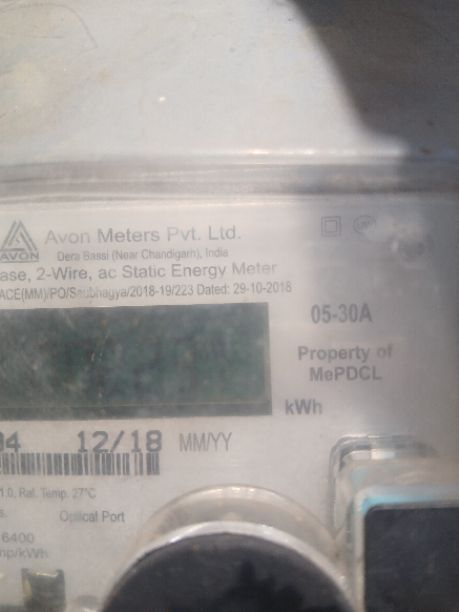 AVON
Avon Meters Pvt. Ltd.
Dera Bassi (Near Chandigarh), India
ase, 2-Wire, ac Static Energy Meter
ACE(MM)/PO/Saubhagya/2018-19/223 Dated: 29-10-2018
05-30A
Property of
MePDCL
kWh
04 12/18 MM/YY
1.0, Ref. Temp. 27°C
s. Optical Port
6400
mp/kWh